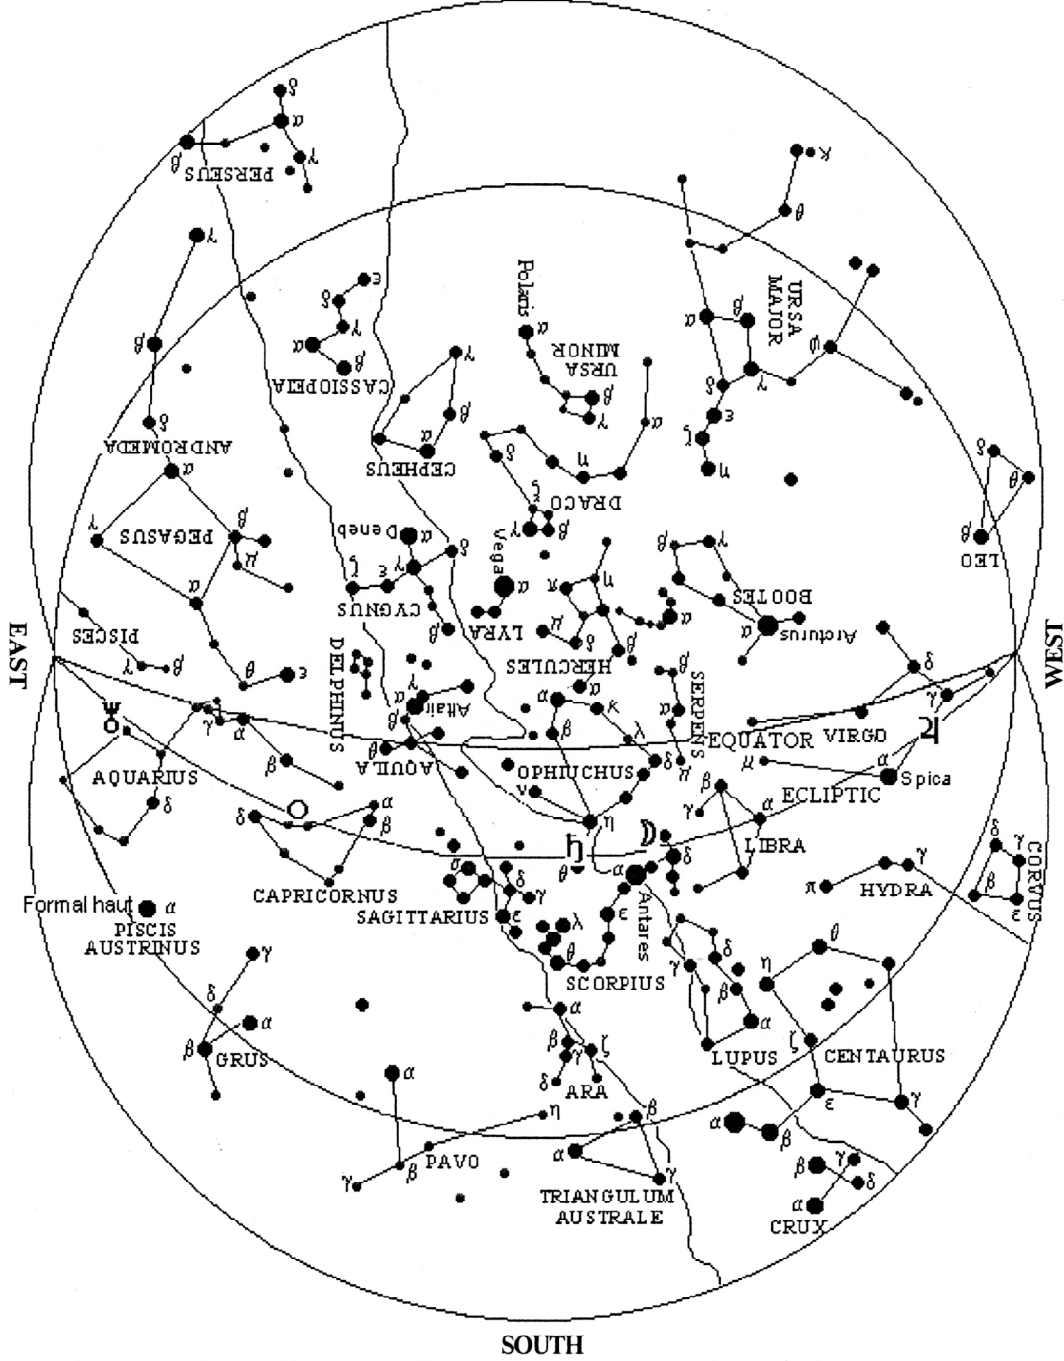 δ
α
β
γ
PERSEUS
κ
θ
γ
Polaris
ε
δ
γ
α
β
CASSIOPEIA
α
URSA
MINOR
β
γ
α
β
URSA
MAJOR
φ
γ
δ
ε
ζ
η
β
δ
ANDROMEDA
α
γ
β
α
CEPHEUS
δ
η
α
DRACO
ξ
γ
β
δ
θ
β
LEO
γ
PEGASUS
β
μ
α
Deneb
α
γ
δ
ε
ζ
CYGNUS
β
Vega
α
LYRA
π
η
μ
δ
β
HERCULES
α
α
β
γ
BOOTES
α
Arcturus
EAST
WEST
PISCES
γ
β
θ
ε
DELPHINUS
γ
α
Altair
β
θ
AQUILA
α
κ
β
λ
OPHIUCHUS
δ
ν
η
β
α
SERPENS
μ
δ
γ
EQUATOR
VIRGO
♃
μ
α
Spica
ECLIPTIC
♆
γ
α
β
AQUARIUS
δ
δ
α
β
CAPRICORNUS
β
γ
α
LIBRA
♄
☽
θ
α
δ
Antares
σ
δ
γ
SAGITTARIUS
ε
λ
ε
θ
SCORPIUS
π
γ
HYDRA
δ
γ
β
ε
CORVUS
Formal haut
α
PISCIS
AUSTRINUS
γ
δ
α
β
GRUS
γ
δ
β
α
LUPUS
θ
η
ζ
CENTAURUS
ε
γ
α
β
α
β
γ
ζ
δ
ARA
α
η
β
γ
PAVO
β
α
γ
TRIANGULUM
AUSTRALE
β
γ
δ
α
CRUX
SOUTH